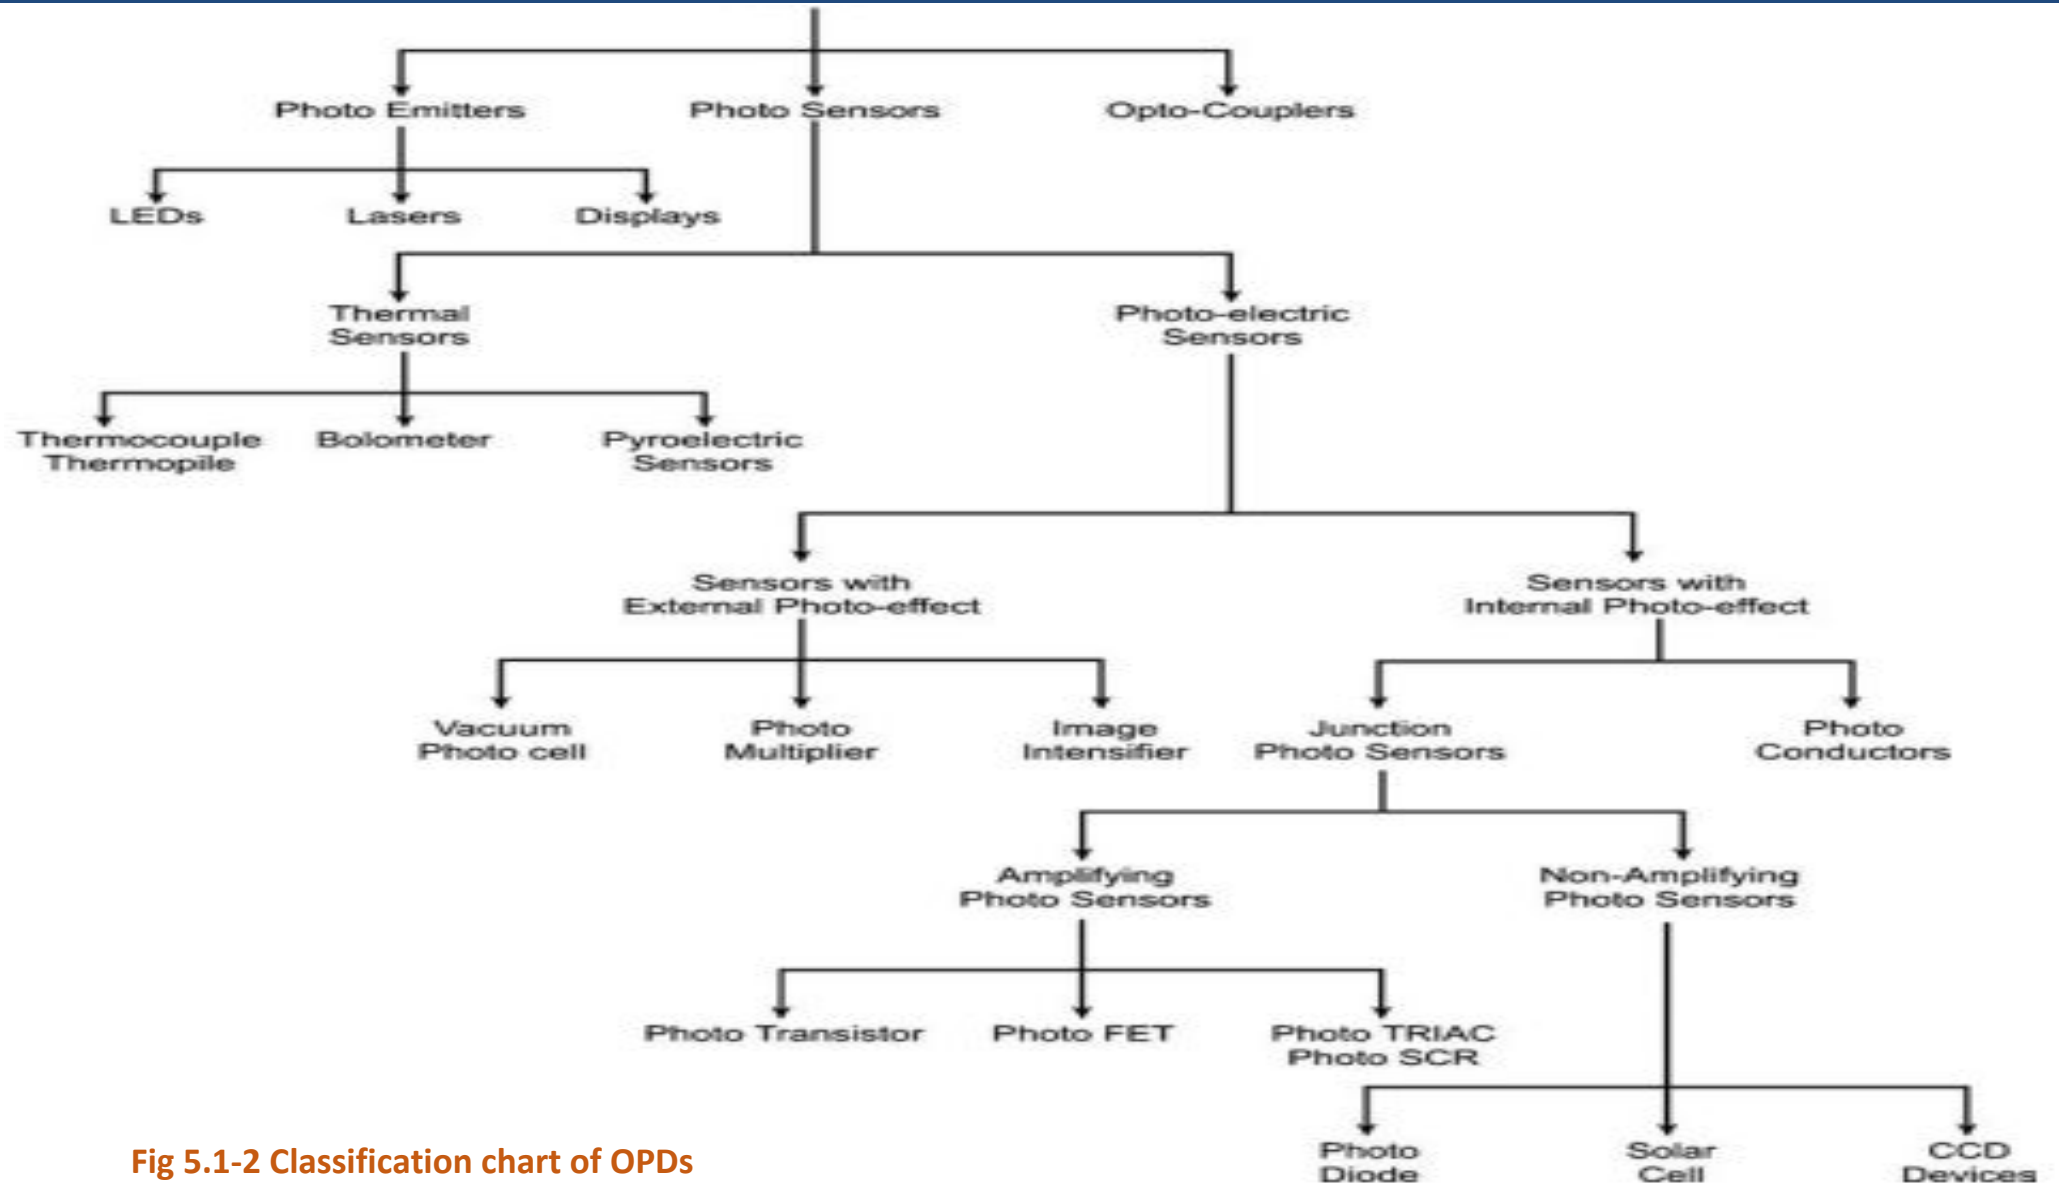 Photo Emitters
Photo Sensors
Opto-Couplers
LEDs
Lasers
Displays
Thermal
Sensors
Photo-electric
Sensors
Thermocouple
Thermopile
Bolometer
Pyroelectric
Sensors
Sensors with
External Photo-effect
Sensors with
Internal Photo-effect
Vacuum
Photo cell
Photo
Multiplier
Image
Intensifier
Junction
Photo Sensors
Photo
Conductors
Amplifying
Photo Sensors
Non-Amplifying
Photo Sensors
Photo Transistor
Photo FET
Photo TRIAC
Photo SCR
Photo
Diode
Solar
Cell
CCD
Devices
Fig 5.1-2 Classification chart of OPDs